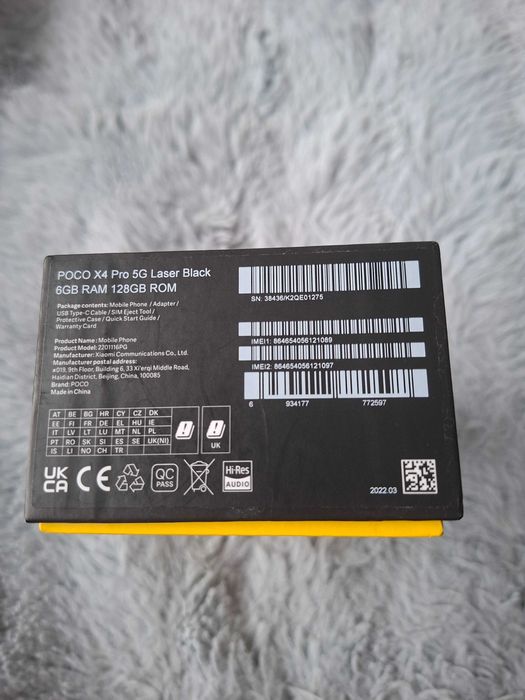 POCO X4 Pro 5G Laser Black
6GB RAM 128GB ROM
Package contents: Mobile Phone / Adapter /
USB Type-C Cable / SIM Eject Tool /
Protective Case / Quick Start Guide /
Warranty Card
Product Name: Mobile Phone
Product Model: 2201116PG
Manufacturer: Xiaomi Communications Co., Ltd.
Manufacturer postal address:
#019, 9th Floor, Building 6, 33 Xi'erqi Middle Road,
Haidian District, Beijing, China, 100085
Brand: POCO
Made in China
SN: 38436/K2QE01275
IMEI1: 864654056121089
IMEI2: 864654056121097
6 934177 772597
AT BE BG HR CY CZ DK
EE FI FR DE EL HU IE
IT LV LT LU MT NL PL
PT RO SK SI ES SE UK(NI)
IS LI NO CH TR
UK
UK
CA
CE
QC
PASS
Hi-Res
AUDIO
2022.03